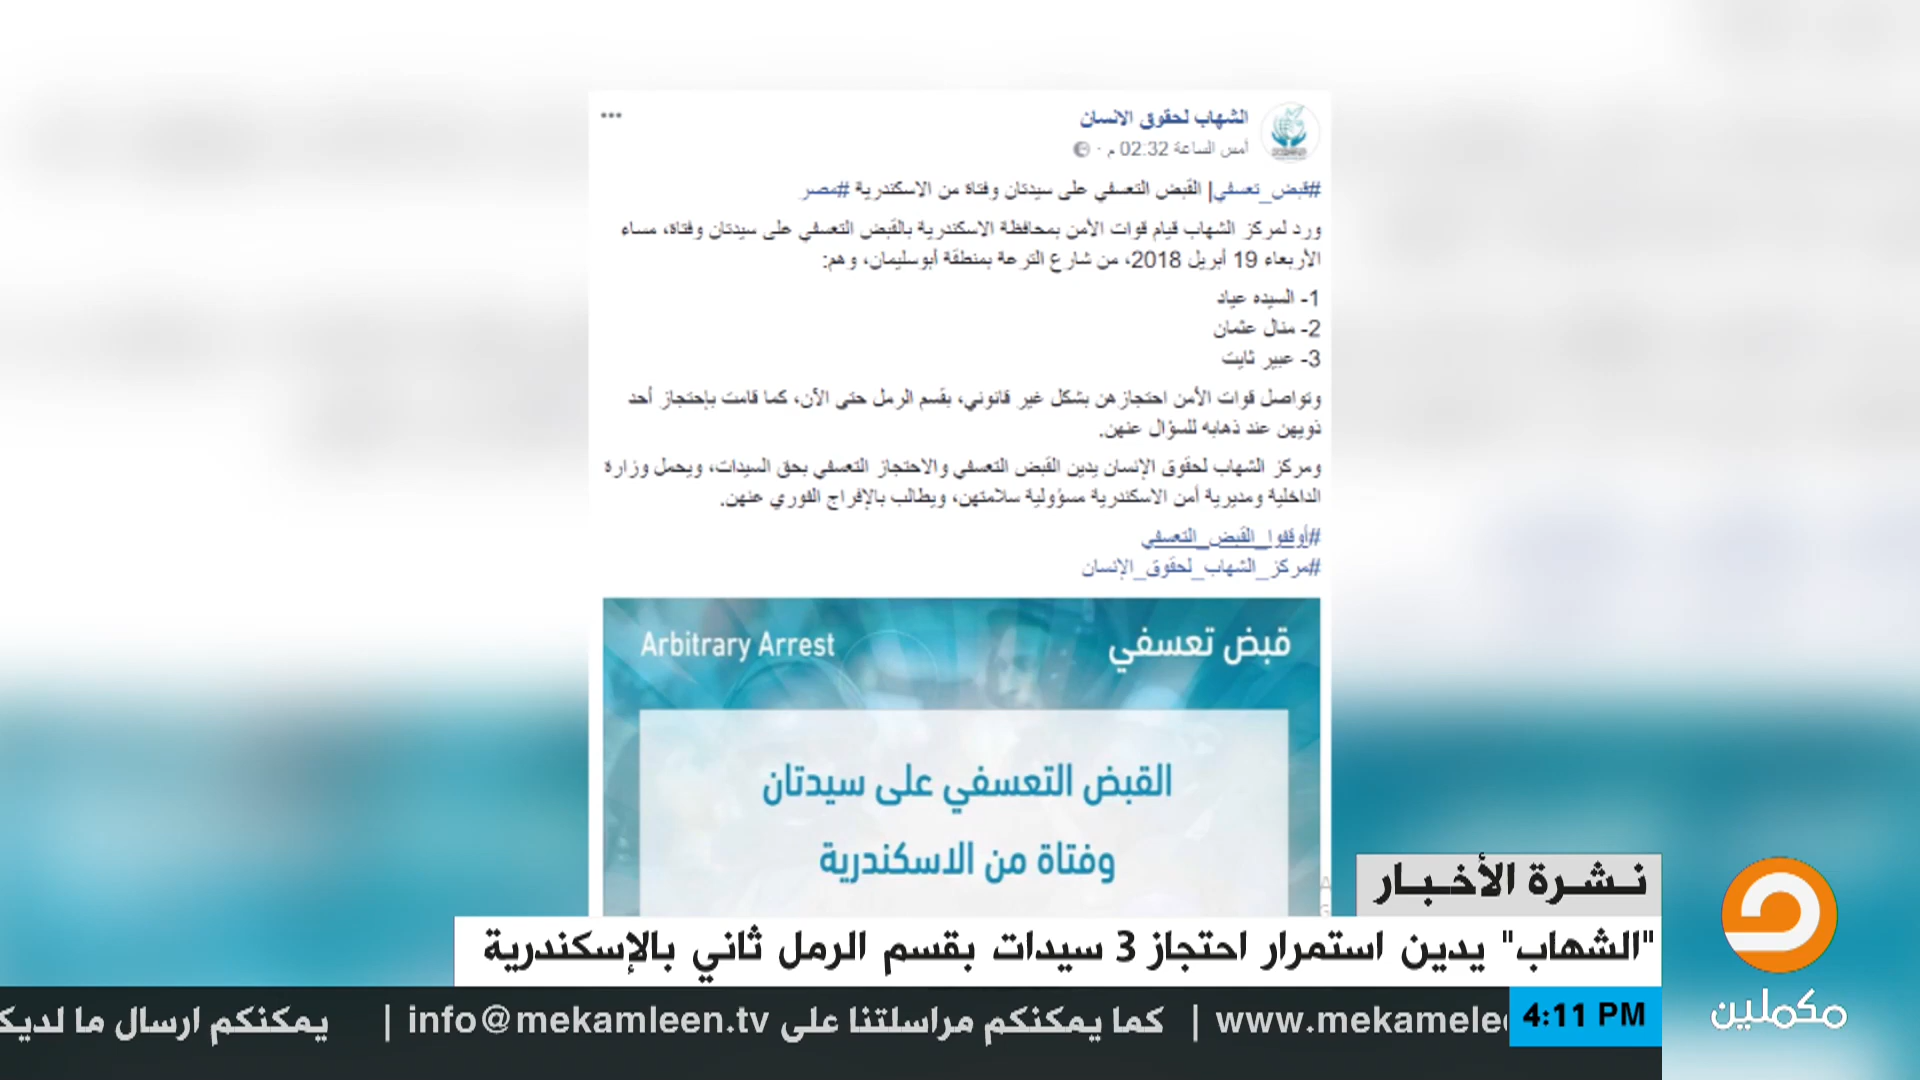 الشهاب لحقوق الانسان
أمس الساعة 02:32 م ·
#قبض_تعسفي| القبض التعسفي على سيدتان وفتاة من الاسكندرية #مصر
ورد لمركز الشهاب قيام قوات الأمن بمحافظة الاسكندرية بالقبض التعسفي على سيدتان وفتاة، مساء
الأربعاء 19 أبريل 2018، من شارع الترعة بمنطقة أبوسليمان، وهم:
1- السيده عياد
2- منال عثمان
3- عبير ثابت
وتواصل قوات الأمن احتجازهن بشكل غير قانوني، بقسم الرمل حتى الآن، كما قامت بإحتجاز أحد
ذويهن عند ذهابه للسؤال عنهن.
ومركز الشهاب لحقوق الإنسان يدين القبض التعسفي والاحتجاز التعسفي بحق السيدات، ويحمل وزارة
الداخلية ومديرية أمن الاسكندرية مسؤولية سلامتهن، ويطالب بالإفراج الفوري عنهن.
#أوقفوا_القبض_التعسفي
#مركز_الشهاب_لحقوق_الإنسان
قبض تعسفي Arbitrary Arrest
القبض التعسفي على سيدتان
وفتاة من الاسكندرية
نشرة الأخبار
"الشهاب" يدين استمرار احتجاز 3 سيدات بقسم الرمل ثاني بالإسكندرية
4:11 PM
www.mekamelee | كما يمكنكم مراسلتنا على info@mekamleen.tv | يمكنكم ارسال ما لديك
مكملين